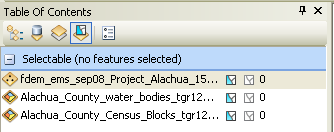 Table Of Contents
Selectable (no features selected)
fdem_ems_sep08_Project_Alachua_15... 0
Alachua_County_water_bodies_tgr12... 0
Alachua_County_Census_Blocks_tgr12... 0